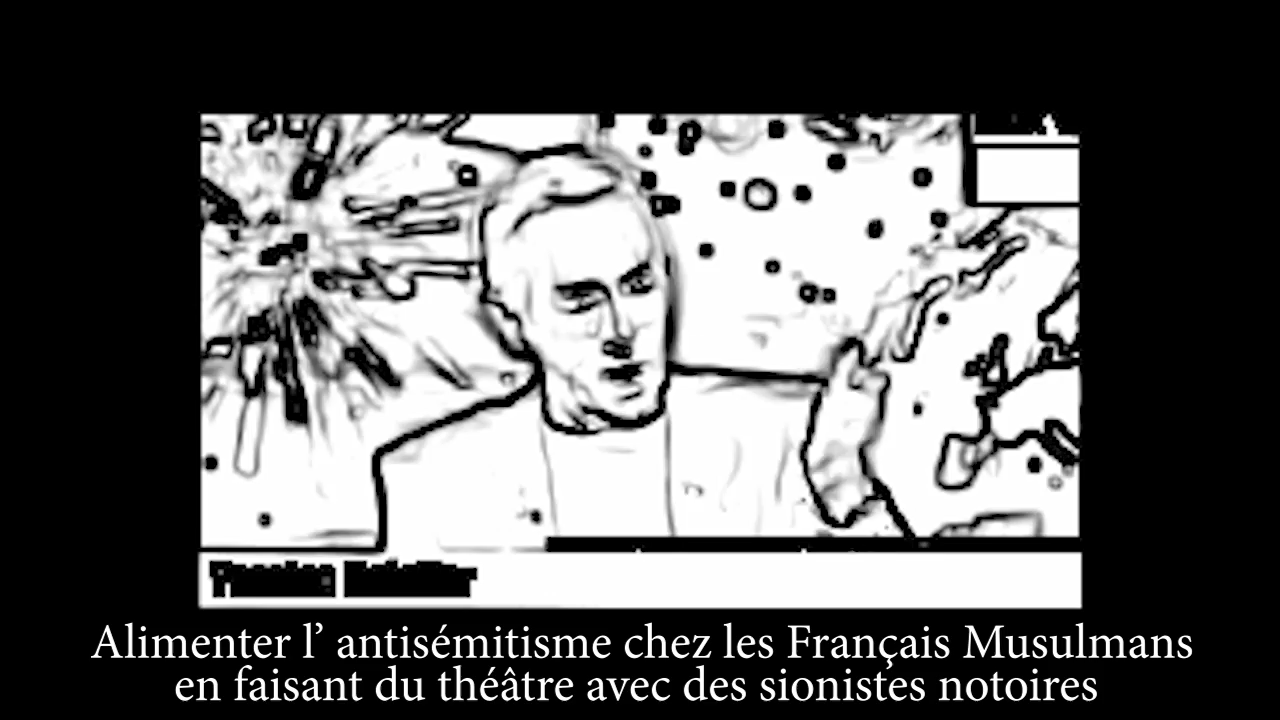 Alimenter l’ antisémitisme chez les Français Musulmans
en faisant du théâtre avec des sionistes notoires